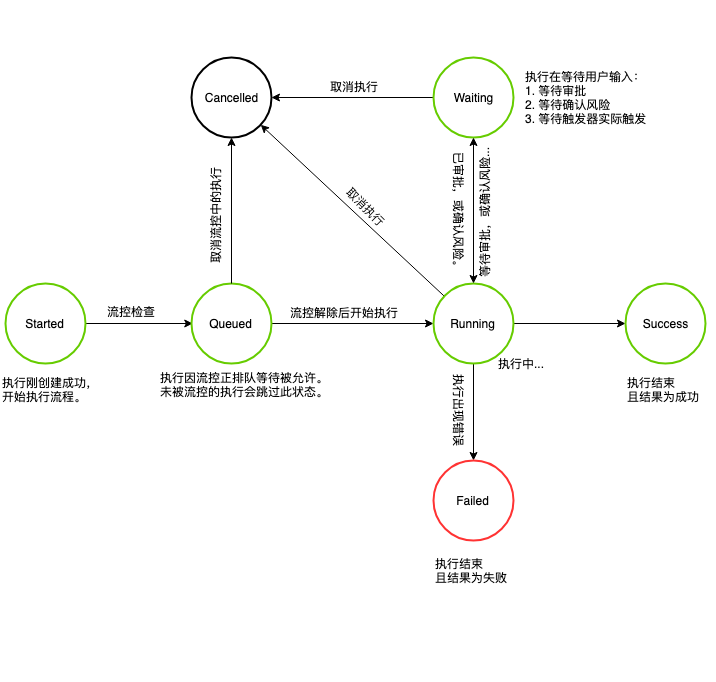 Cancelled
取消执行
Waiting
执行在等待用户输入：
1. 等待审批
2. 等待确认风险
3. 等待触发器实际触发
取消流控中的执行
取消执行
已审批，或确认风险。
等待审批，或确认风险...
Started
流控检查
Queued
流控解除后开始执行
Running
Success
执行中...
执行刚创建成功，
开始执行流程。
执行因流控正排队等待被允许。
未被流控的执行会跳过此状态。
执行出现错误
执行结束
且结果为成功
Failed
执行结束
且结果为失败